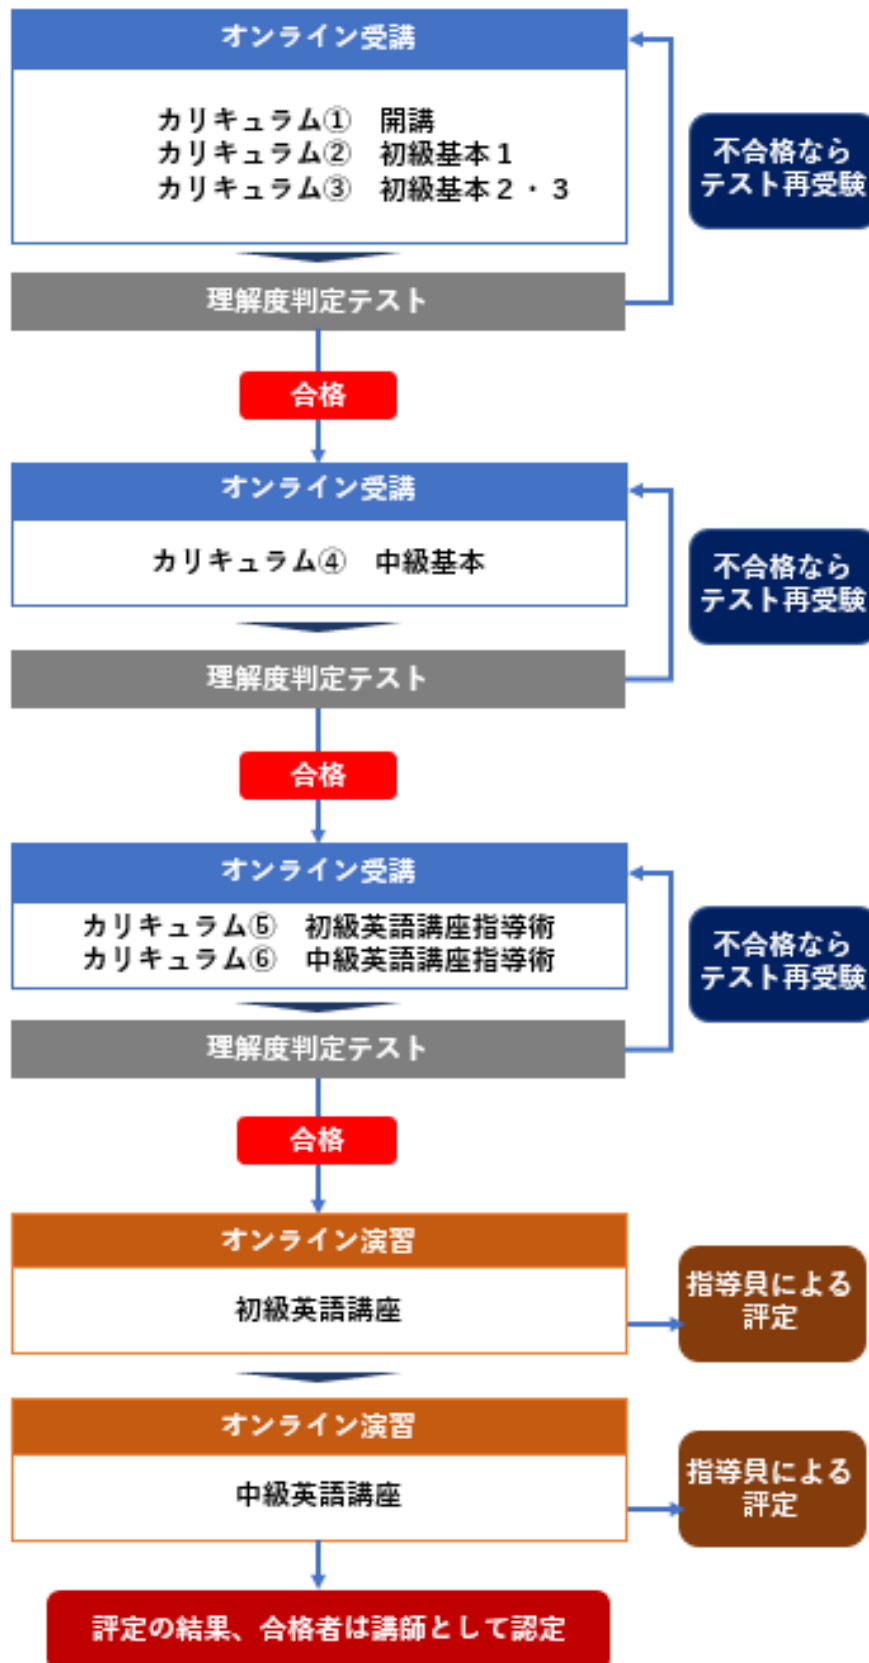 オンライン受講
カリキュラム① 開講
カリキュラム② 初級基本1
カリキュラム③ 初級基本2・3
不合格なら
テスト再受験
理解度判定テスト
合格
オンライン受講
カリキュラム④ 中級基本
不合格なら
テスト再受験
理解度判定テスト
合格
オンライン受講
カリキュラム⑤ 初級英語講座指導術
カリキュラム⑥ 中級英語講座指導術
不合格なら
テスト再受験
理解度判定テスト
合格
オンライン演習
初級英語講座
指導員による
評定
オンライン演習
中級英語講座
指導員による
評定
評定の結果、合格者は講師として認定